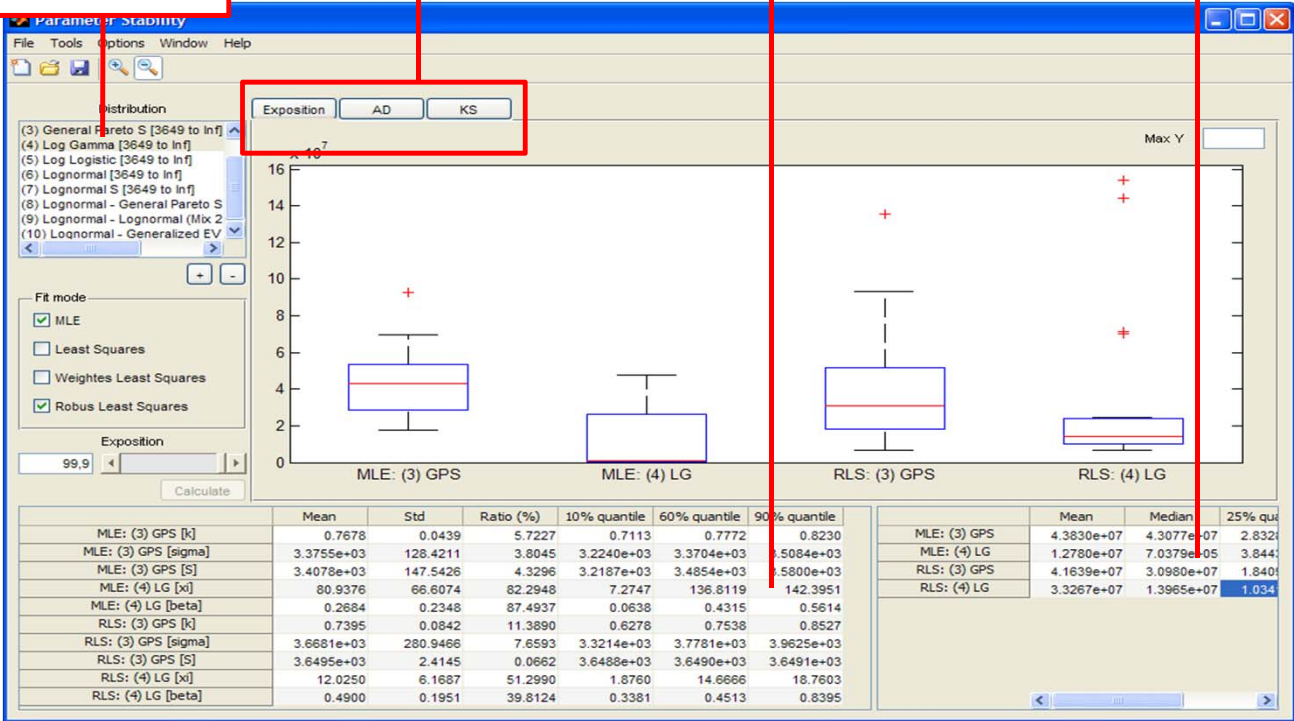 Parameter Stability
File Tools Options Window Help
Distribution
(3) General Pareto S [3649 to Inf]
(4) Log Gamma [3649 to Inf]
(5) Log Logistic [3649 to Inf]
(6) Lognormal [3649 to Inf]
(7) Lognormal S [3649 to Inf]
(8) Lognormal - General Pareto S
(9) Lognormal - Lognormal (Mix 2
(10) Lognormal - Generalized EV
+ -
Fit mode
MLE
Least Squares
Weightes Least Squares
Robus Least Squares
Exposition
99,9
Calculate
Exposition AD KS
Max Y
x 10^7
16
14
12
10
8
6
4
2
0
MLE: (3) GPS MLE: (4) LG RLS: (3) GPS RLS: (4) LG
Mean Std Ratio (%) 10% quantile 60% quantile 90% quantile
MLE: (3) GPS [k] 0.7678 0.0439 5.7227 0.7113 0.7772 0.8230
MLE: (3) GPS [sigma] 3.3755e+03 128.4211 3.8045 3.2240e+03 3.3704e+03 3.5084e+03
MLE: (3) GPS [S] 3.4078e+03 147.5426 4.3296 3.2187e+03 3.4854e+03 3.5800e+03
MLE: (4) LG [xi] 80.9376 66.6074 82.2948 7.2747 136.8119 142.3951
MLE: (4) LG [beta] 0.2684 0.2348 87.4937 0.0638 0.4315 0.5614
RLS: (3) GPS [k] 0.7395 0.0842 11.3890 0.6278 0.7538 0.8527
RLS: (3) GPS [sigma] 3.6681e+03 280.9466 7.6593 3.3214e+03 3.7781e+03 3.9625e+03
RLS: (3) GPS [S] 3.6495e+03 2.4145 0.0662 3.6488e+03 3.6490e+03 3.6491e+03
RLS: (4) LG [xi] 12.0250 6.1687 51.2990 1.8760 14.6666 18.7603
RLS: (4) LG [beta] 0.4900 0.1951 39.8124 0.3381 0.4513 0.8395
Mean Median 25% qua
MLE: (3) GPS 4.3830e+07 4.3077e+07 2.8328
MLE: (4) LG 1.2780e+07 7.0379e+05 3.844
RLS: (3) GPS 4.1639e+07 3.0980e+07 1.8409
RLS: (4) LG 3.3267e+07 1.3965e+07 1.034